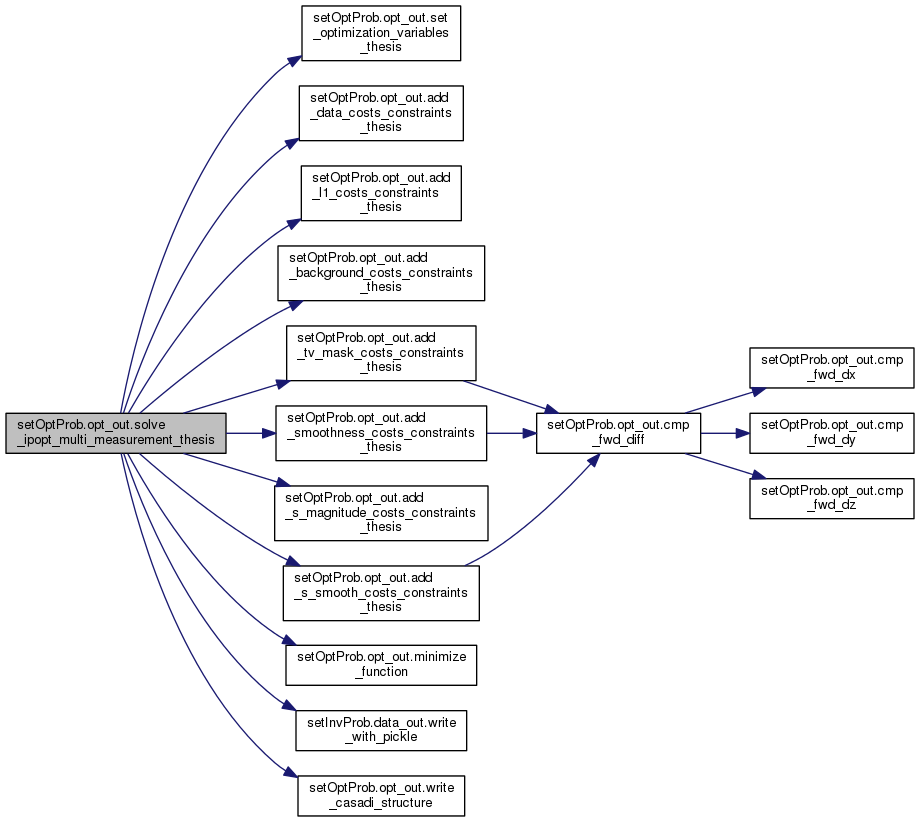 setOptProb.opt_out.set
_optimization_variables
_thesis
setOptProb.opt_out.add
_data_costs_constraints
_thesis
setOptProb.opt_out.add
_l1_costs_constraints
_thesis
setOptProb.opt_out.add
_background_costs_constraints
_thesis
setOptProb.opt_out.add
_tv_mask_costs_constraints
_thesis
setOptProb.opt_out.solve
_ipopt_multi_measurement_thesis
setOptProb.opt_out.add
_smoothness_costs_constraints
_thesis
setOptProb.opt_out.add
_s_magnitude_costs_constraints
_thesis
setOptProb.opt_out.add
_s_smooth_costs_constraints
_thesis
setOptProb.opt_out.minimize
_function
setInvProb.data_out.write
_with_pickle
setOptProb.opt_out.write
_casadi_structure
setOptProb.opt_out.cmp
_fwd_diff
setOptProb.opt_out.cmp
_fwd_dx
setOptProb.opt_out.cmp
_fwd_dy
setOptProb.opt_out.cmp
_fwd_dz